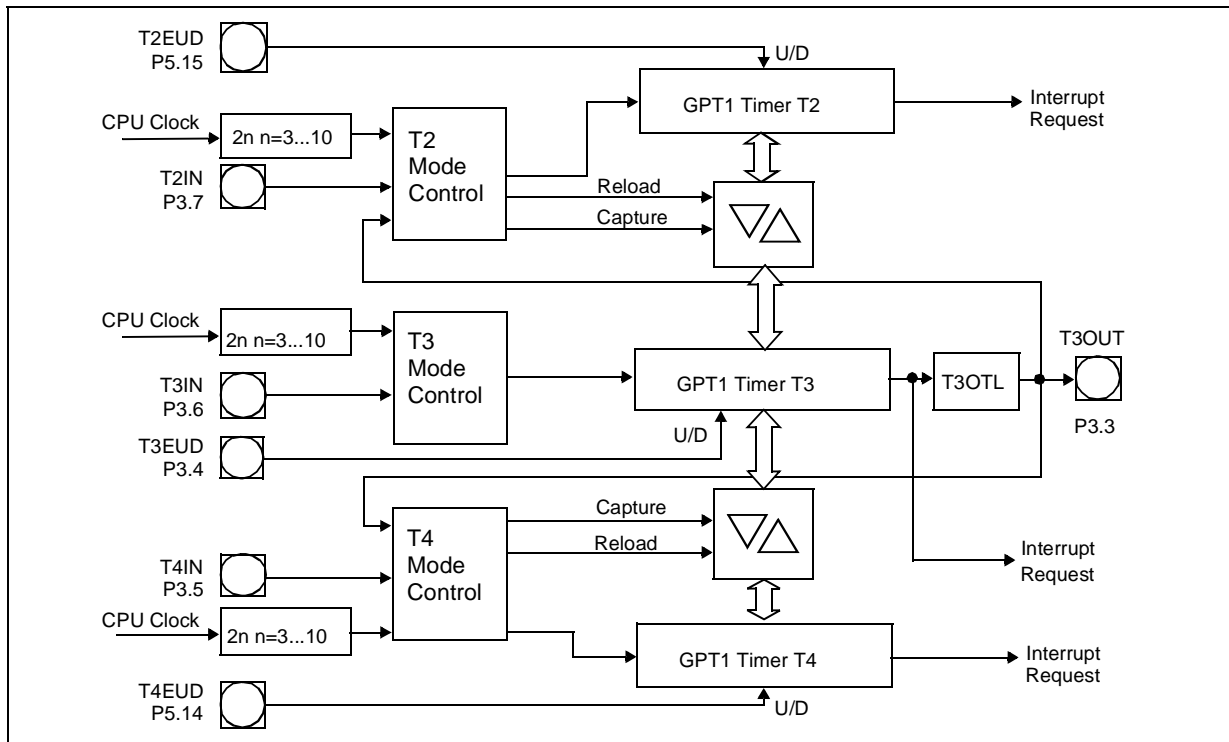 T2EUD
P5.15
U/D
GPT1 Timer T2
Interrupt
Request
CPU Clock
2n n=3...10
T2
Mode
Control
T2IN
P3.7
Reload
Capture
CPU Clock
2n n=3...10
T3
Mode
Control
T3IN
P3.6
T3EUD
P3.4
GPT1 Timer T3
U/D
T3OTL
T3OUT
P3.3
Capture
Reload
T4
Mode
Control
T4IN
P3.5
CPU Clock
2n n=3...10
Interrupt
Request
GPT1 Timer T4
Interrupt
Request
T4EUD
P5.14
U/D